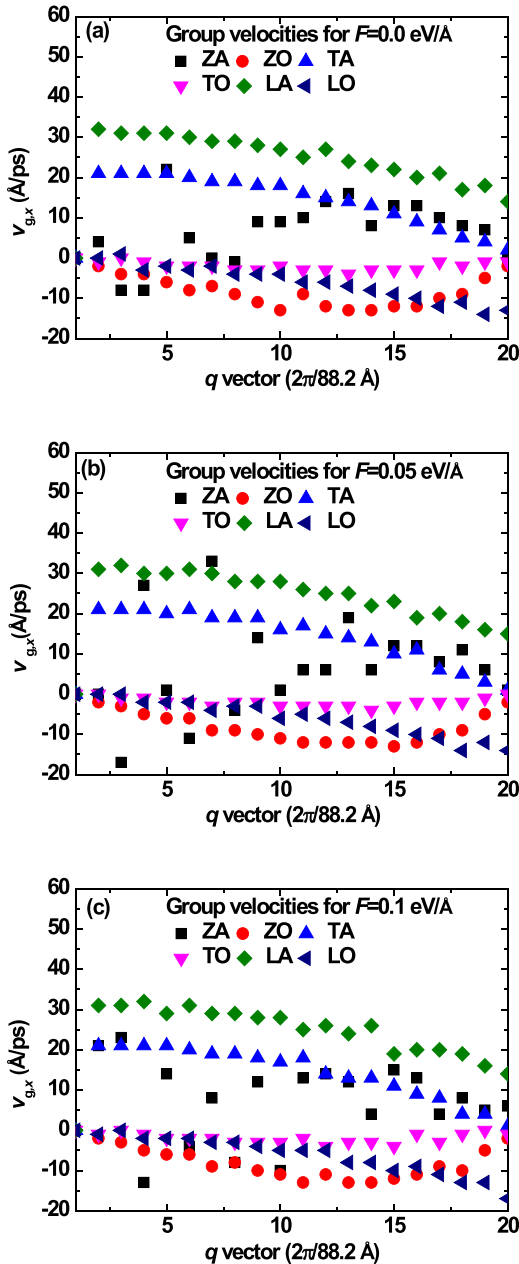 (a) Group velocities for F=0.0 eV/Å
ZA ZO TA
TO LA LO
60
50
40
30
20
10
0
-10
-20
v g,x (Å/ps)
5 10 15 20
q vector (2π/88.2 Å)
(b)
Group velocities for F=0.05 eV/Å
ZA ZO TA
TO LA LO
60
50
40
30
20
10
0
-10
-20
v g,x(Å/ps)
5 10 15 20
q vector (2π/88.2 Å)
(c) Group velocities for F=0.1 eV/Å
ZA ZO TA
TO LA LO
60
50
40
30
20
10
0
-10
-20
v g,x (Å/ps)
5 10 15 20
q vector (2π/88.2 Å)